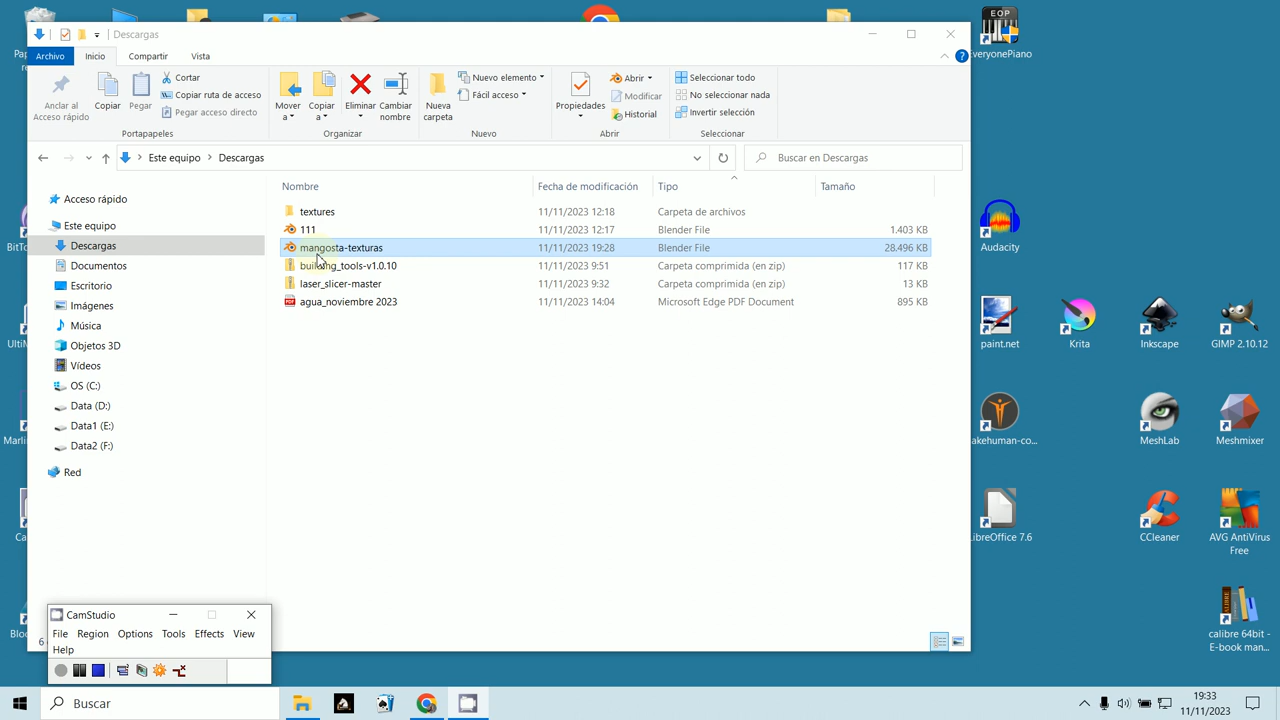 Descargas
Archivo
Inicio
Compartir
Vista
Anclar al
Acceso rápido
Copiar
Pegar
Cortar
Copiar ruta de acceso
Pegar acceso directo
Portapapeles
Mover
a
Copiar
a
Eliminar
Cambiar
nombre
Organizar
Nueva
carpeta
Nuevo elemento
Fácil acceso
Nuevo
Propiedades
Abrir
Modificar
Historial
Abrir
Seleccionar todo
No seleccionar nada
Invertir selección
Seleccionar
Este equipo
Descargas
Buscar en Descargas
Nombre
Fecha de modificación
Tipo
Tamaño
textures 11/11/2023 12:18 Carpeta de archivos
111 11/11/2023 12:17 Blender File 1.403 KB
mangosta-texturas 11/11/2023 19:28 Blender File 28.496 KB
building_tools-v1.0.10 11/11/2023 9:51 Carpeta comprimida (en zip) 117 KB
laser_slicer-master 11/11/2023 9:32 Carpeta comprimida (en zip) 13 KB
agua_noviembre 2023 11/11/2023 14:04 Microsoft Edge PDF Document 895 KB
Acceso rápido
Este equipo
Descargas
Documentos
Escritorio
Imágenes
Música
Objetos 3D
Vídeos
OS (C:)
Data (D:)
Data1 (E:)
Data2 (F:)
Red
6
CamStudio
File Region Options Tools Effects View
Help
EOP
EveryonePiano
Audacity
paint.net
Krita
Inkscape
GIMP 2.10.12
akehuman-co...
MeshLab
Meshmixer
LibreOffice 7.6
CCleaner
AVG AntiVirus
Free
CALIBRE
calibre 64bit -
E-book man...
Buscar
19:33
11/11/2023